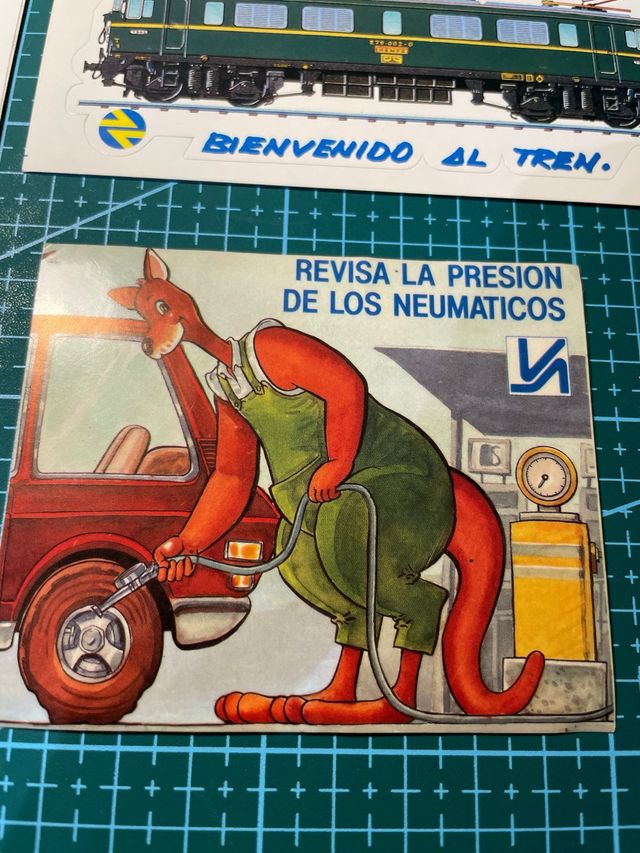 BIENVENIDO AL TREN.
REVISA LA PRESION
DE LOS NEUMATICOS